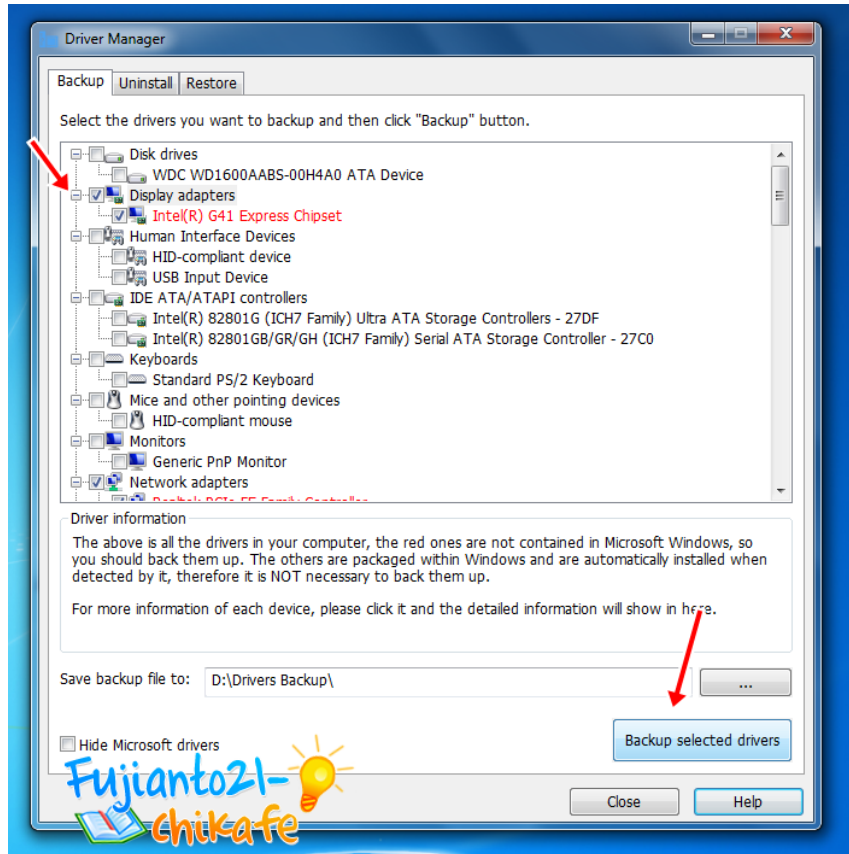 Driver Manager
Backup Uninstall Restore
Select the drivers you want to backup and then click "Backup" button.
Disk drives
WDC WD1600AABS-00H4A0 ATA Device
Display adapters
Intel(R) G41 Express Chipset
Human Interface Devices
HID-compliant device
USB Input Device
IDE ATA/ATAPI controllers
Intel(R) 82801G (ICH7 Family) Ultra ATA Storage Controllers - 27DF
Intel(R) 82801GB/GR/GH (ICH7 Family) Serial ATA Storage Controller - 27C0
Keyboards
Standard PS/2 Keyboard
Mice and other pointing devices
HID-compliant mouse
Monitors
Generic PnP Monitor
Network adapters
Realtek PCIe FE Family Controller
Driver information
The above is all the drivers in your computer, the red ones are not contained in Microsoft Windows, so
you should back them up. The others are packaged within Windows and are automatically installed when
detected by it, therefore it is NOT necessary to back them up.
For more information of each device, please click it and the detailed information will show in here.
Save backup file to: D:\Drivers Backup\ ...
Hide Microsoft drivers Backup selected drivers
Fujianto21-
chikafe
Close Help